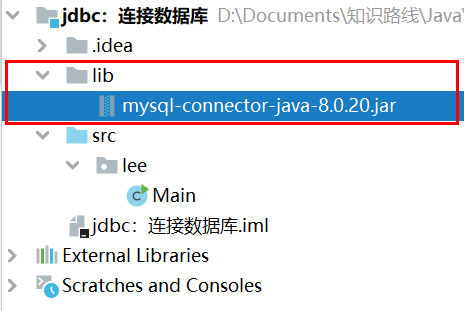 jdbc：连接数据库 D:\Documents\知识路线\Java\
.idea
lib
mysql-connector-java-8.0.20.jar
src
lee
Main
jdbc：连接数据库.iml
External Libraries
Scratches and Consoles